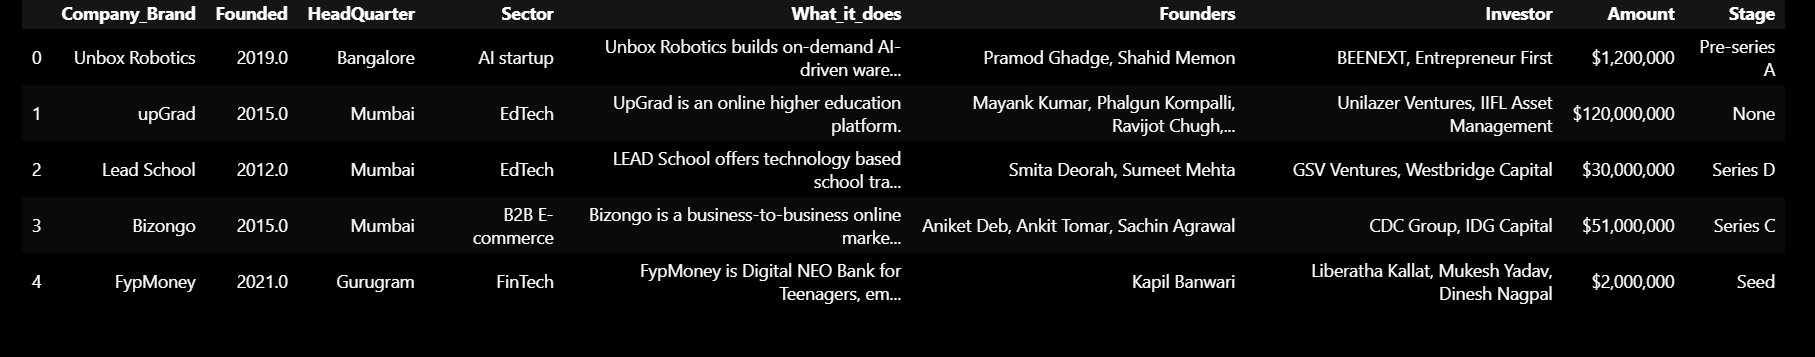 Company_Brand Founded HeadQuarter Sector What_it_does Founders Investor Amount Stage
0 Unbox Robotics 2019.0 Bangalore AI startup Unbox Robotics builds on-demand AI-driven ware... Pramod Ghadge, Shahid Memon BEENEXT, Entrepreneur First $1,200,000 Pre-series A
1 upGrad 2015.0 Mumbai EdTech UpGrad is an online higher education platform. Mayank Kumar, Phalgun Kompalli, Ravijot Chugh,... Unilazer Ventures, IIFL Asset Management $120,000,000 None
2 Lead School 2012.0 Mumbai EdTech LEAD School offers technology based school tra... Smita Deorah, Sumeet Mehta GSV Ventures, Westbridge Capital $30,000,000 Series D
3 Bizongo 2015.0 Mumbai B2B E-commerce Bizongo is a business-to-business online marke... Aniket Deb, Ankit Tomar, Sachin Agrawal CDC Group, IDG Capital $51,000,000 Series C
4 FypMoney 2021.0 Gurugram FinTech FypMoney is Digital NEO Bank for Teenagers, em... Kapil Banwari Liberatha Kallat, Mukesh Yadav, Dinesh Nagpal $2,000,000 Seed